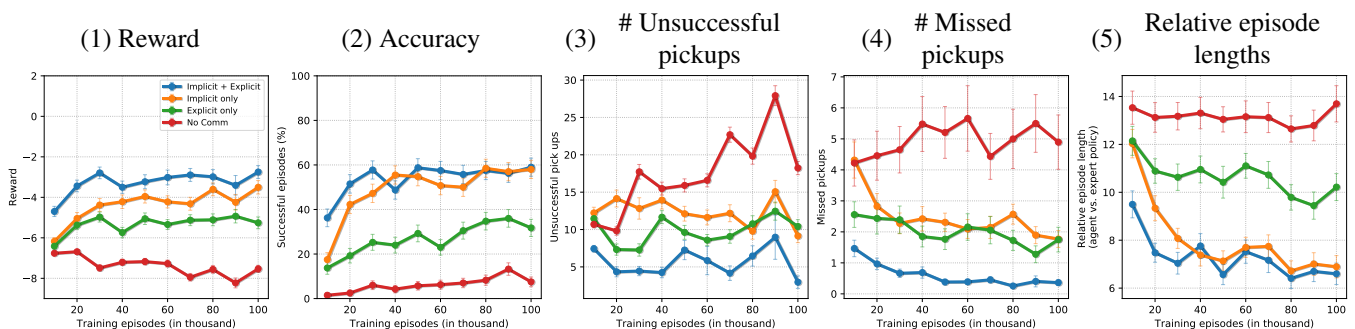 (1) Reward
Reward
2
0
−2
−4
−6
−8
20 40 60 80 100
Training episodes (in thousand)
Implicit + Explicit
Implicit only
Explicit only
No Comm
(2) Accuracy
Successful episodes (%)
100
80
60
40
20
0
20 40 60 80 100
Training episodes (in thousand)
(3) # Unsuccessful
pickups
Unsuccessful pick ups
30
25
20
15
10
5
20 40 60 80 100
Training episodes (in thousand)
(4) # Missed
pickups
Missed pickups
7
6
5
4
3
2
1
0
20 40 60 80 100
Training episodes (in thousand)
(5) Relative episode
lengths
Relative episode length
(agent vs. expert policy)
14
12
10
8
6
20 40 60 80 100
Training episodes (in thousand)